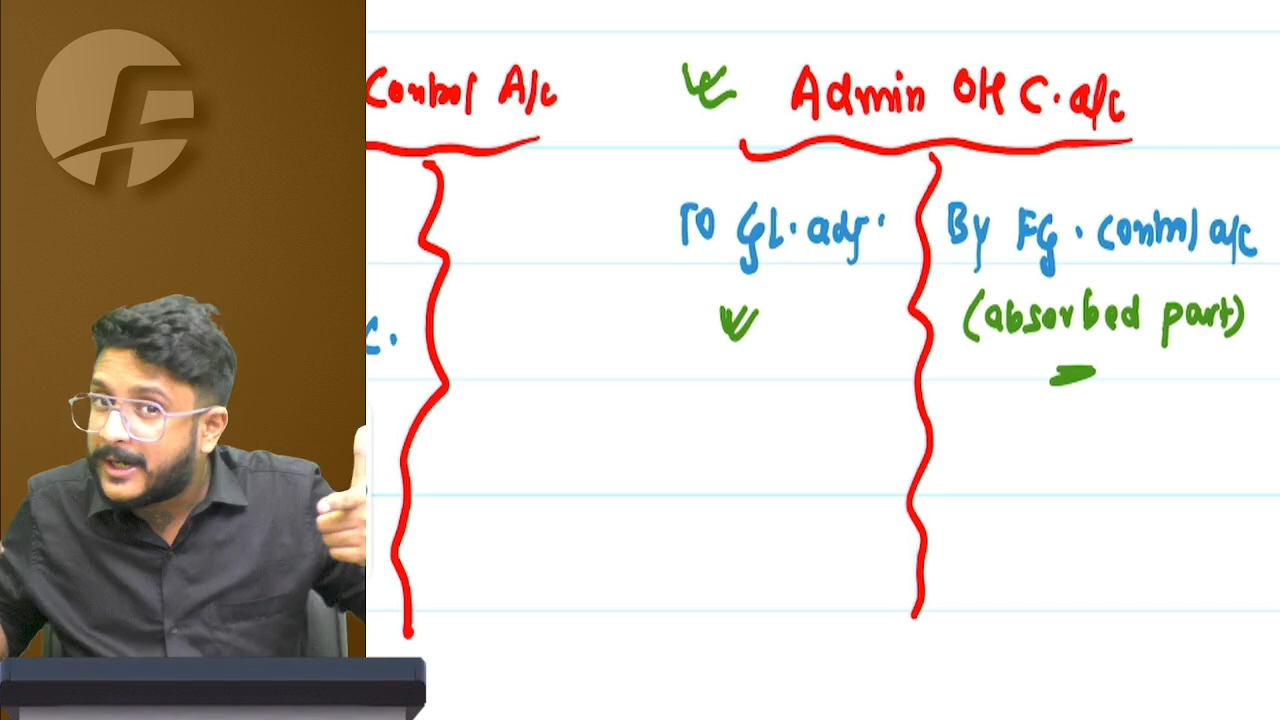 Control A/c
Admin OH C. a/c
To GL. adj.
By FG. control a/c
(absorbed part)
C.